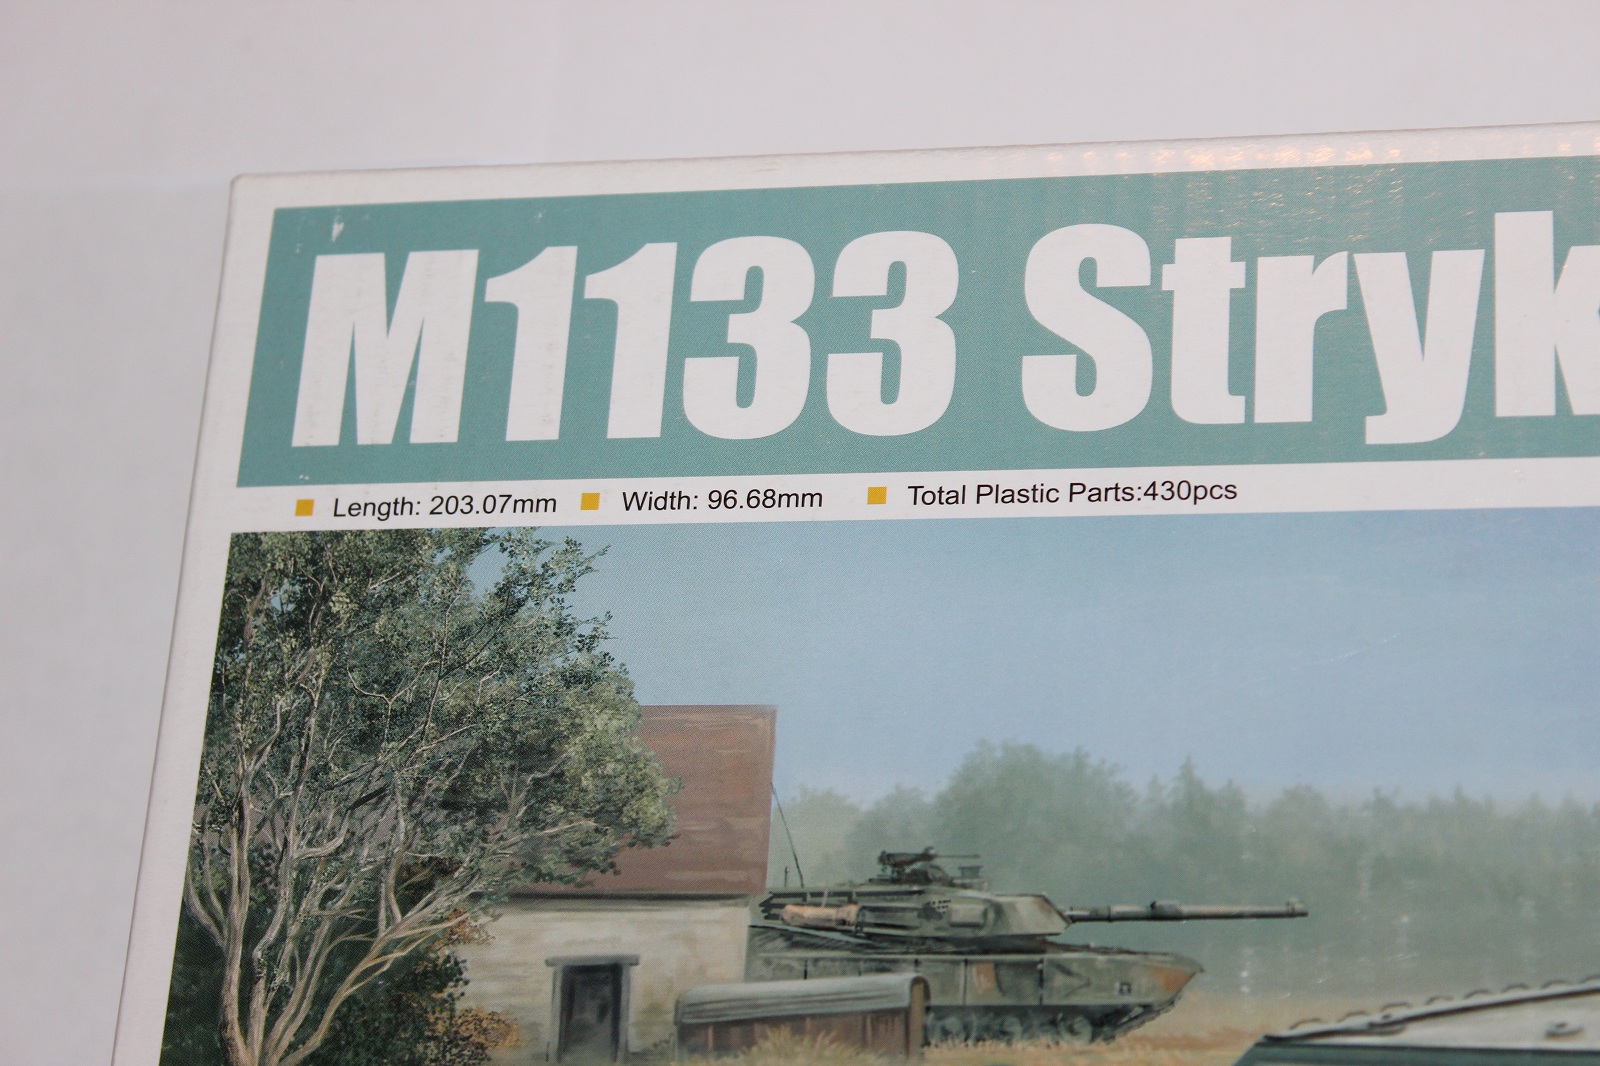 M1133 Stryk
Length: 203.07mm Width: 96.68mm Total Plastic Parts:430pcs